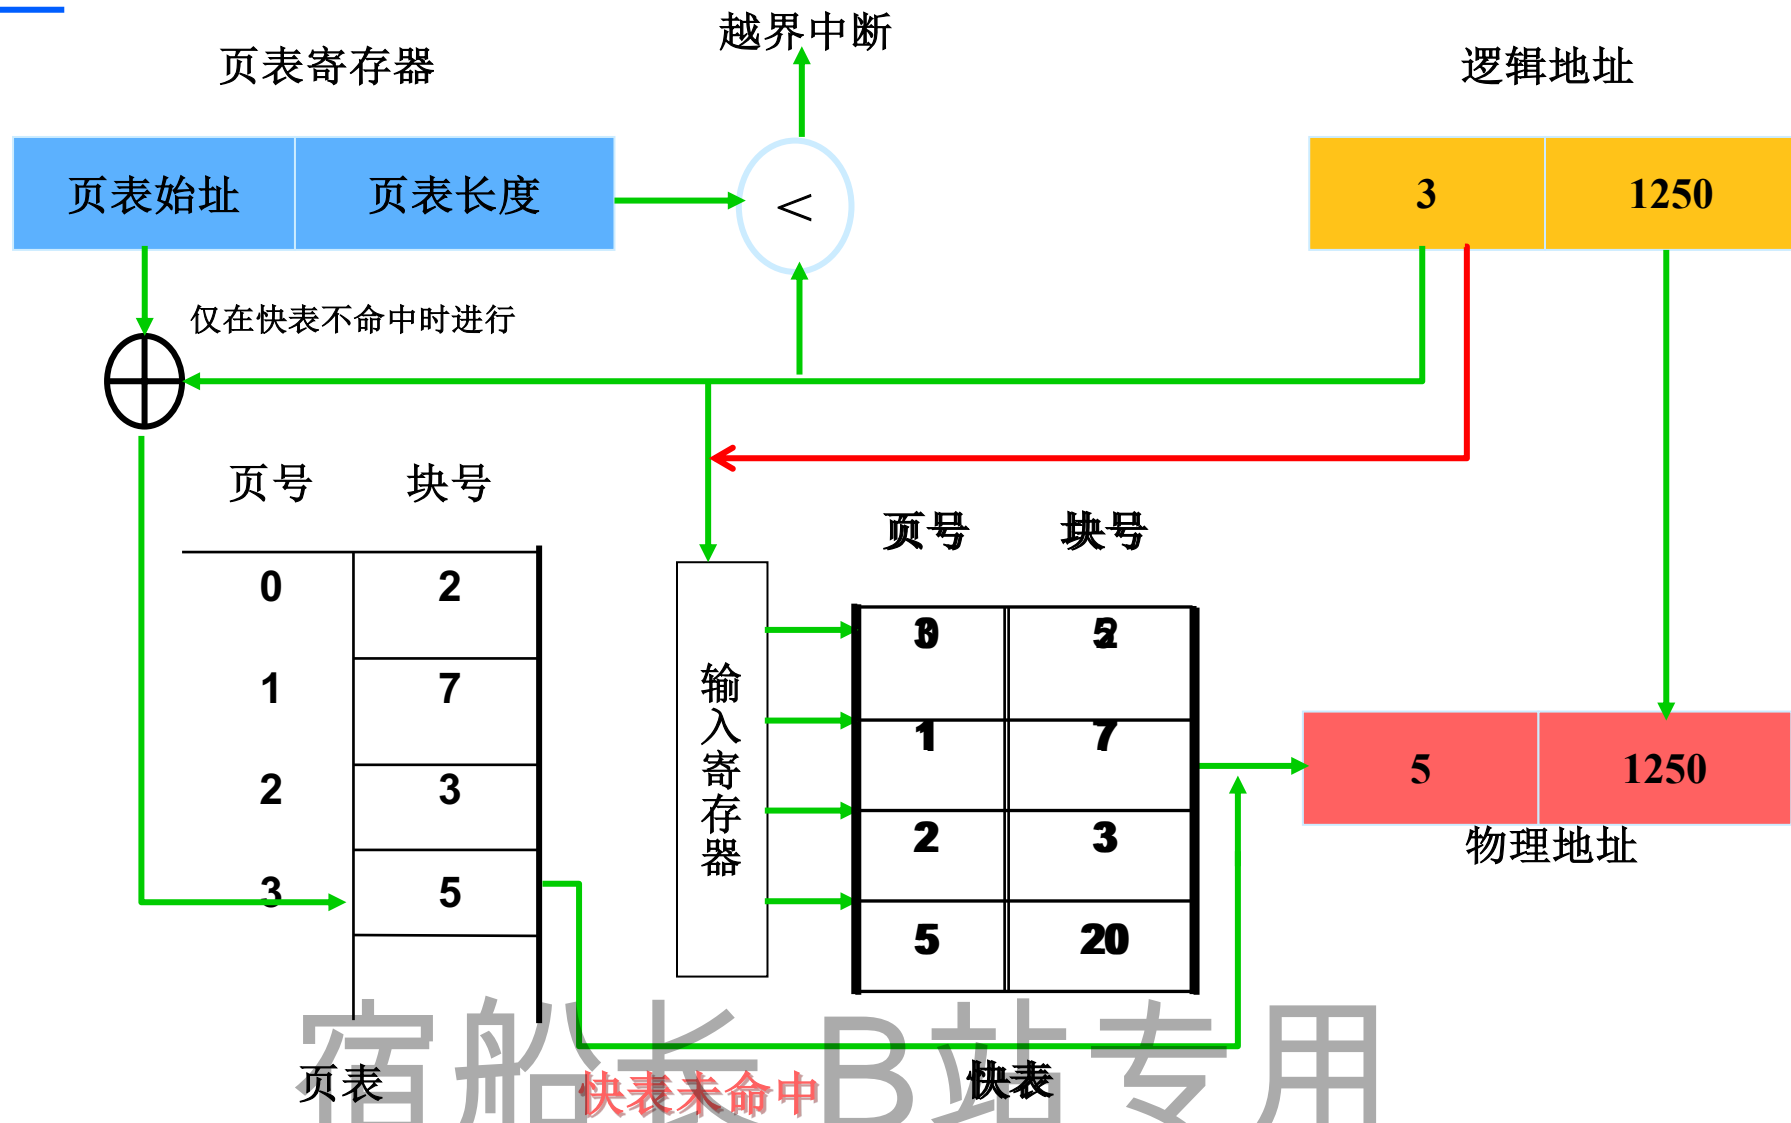 越界中断
页表寄存器
逻辑地址
页表始址 页表长度
<
3 1250
仅在快表不命中时进行
页号 块号
0 2
1 7
2 3
3 5
页表
输入寄存器
页号 块号
1 7
2 3
5 20
快表
快表未命中
5 1250
物理地址
宿船长 B站专用